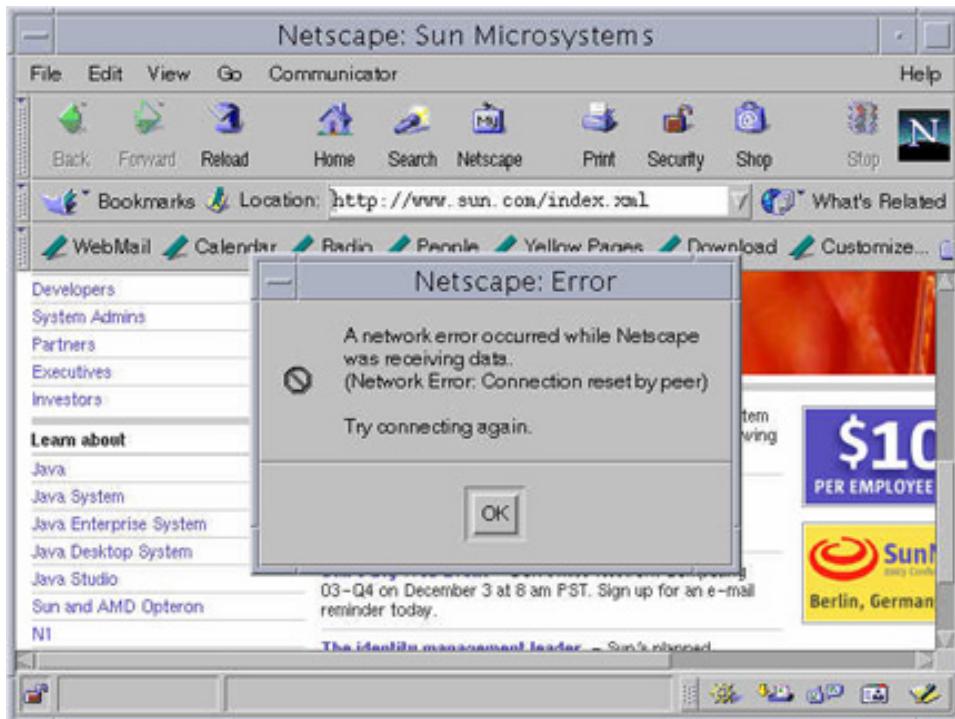 Netscape: Sun Microsystems
File Edit View Go Communicator Help
Back Forward Reload Home Search Netscape Print Security Shop Stop
My
N
Bookmarks Location: http://www.sun.com/index.xml What's Related
WebMail Calendar Radio People Yellow Pages Download Customize...
Netscape: Error
A network error occurred while Netscape
was receiving data.
(Network Error: Connection reset by peer)
Try connecting again.
OK
Developers
System Admins
Partners
Executives
Investors
Learn about
Java
Java System
Java Enterprise System
Java Desktop System
Java Studio
Sun and AMD Opteron
N1
03-Q4 on December 3 at 8 am PST. Sign up for an e-mail
reminder today.
The identity management leader - Sun's planned
$10
PER EMPLOYEE
Sun
Berlin, German